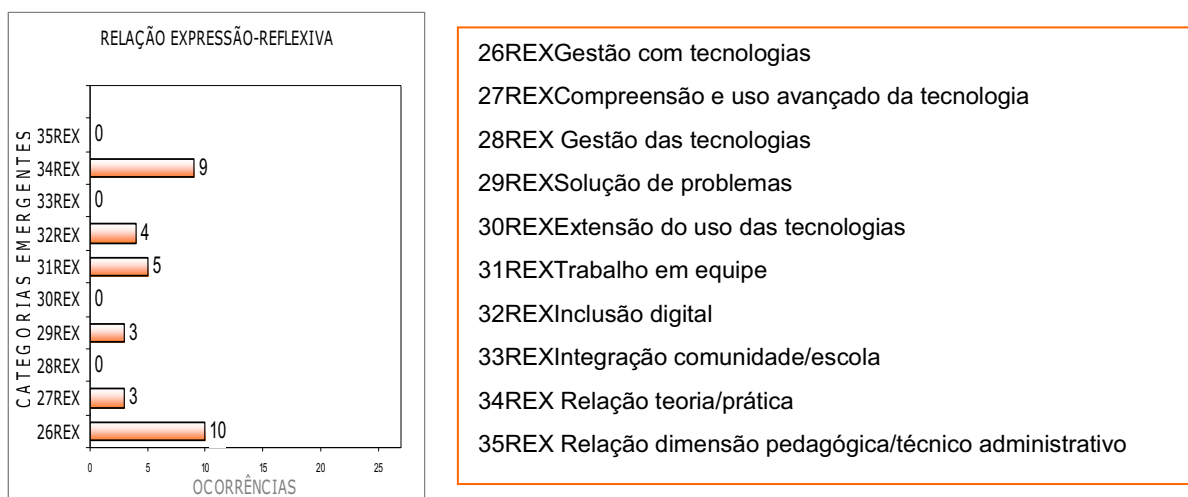 RELAÇÃO EXPRESSÃO-REFLEXIVA
CATEGORIAS EMERGENTES
35REX 0
34REX 9
33REX 0
32REX 4
31REX 5
30REX 0
29REX 3
28REX 0
27REX 3
26REX 10
0 5 10 15 20 25
OCORRÊNCIAS
26REXGestão com tecnologias
27REXCompreensão e uso avançado da tecnologia
28REX Gestão das tecnologias
29REXSolução de problemas
30REXExtensão do uso das tecnologias
31REXTrabalho em equipe
32REXInclusão digital
33REXIntegração comunidade/escola
34REX Relação teoria/prática
35REX Relação dimensão pedagógica/técnico administrativo